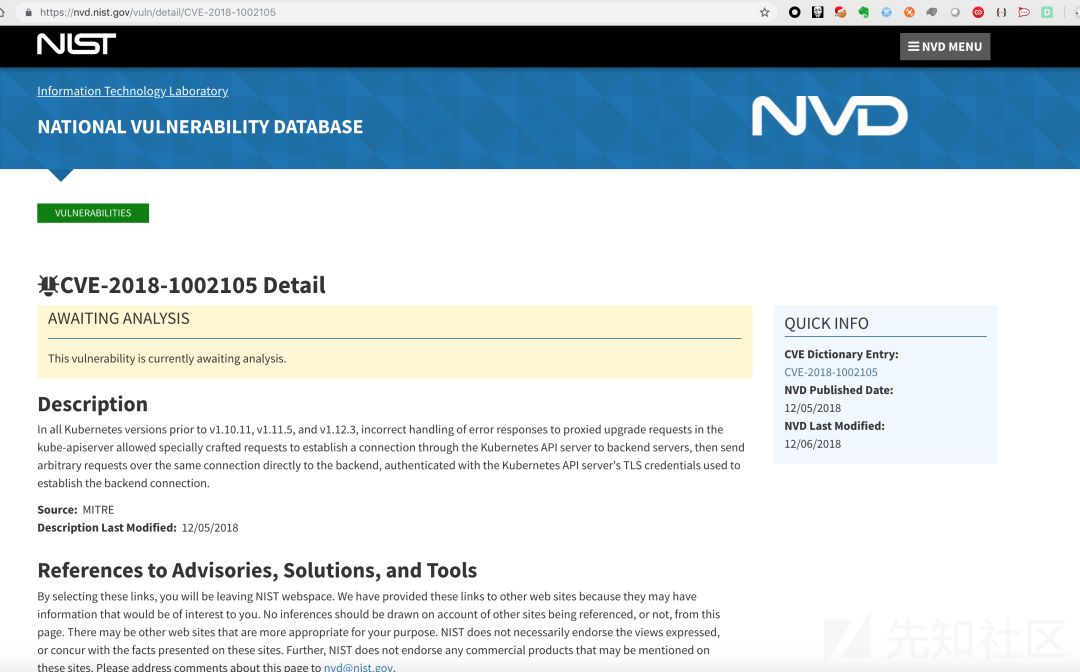 https://nvd.nist.gov/vuln/detail/CVE-2018-1002105
NIST
NVD MENU
Information Technology Laboratory
NATIONAL VULNERABILITY DATABASE
NVD
VULNERABILITIES
CVE-2018-1002105 Detail
AWAITING ANALYSIS
This vulnerability is currently awaiting analysis.
Description
In all Kubernetes versions prior to v1.10.11, v1.11.5, and v1.12.3, incorrect handling of error responses to proxied upgrade requests in the
kube-apiserver allowed specially crafted requests to establish a connection through the Kubernetes API server to backend servers, then send
arbitrary requests over the same connection directly to the backend, authenticated with the Kubernetes API server's TLS credentials used to
establish the backend connection.
Source: MITRE
Description Last Modified: 12/05/2018
References to Advisories, Solutions, and Tools
By selecting these links, you will be leaving NIST webspace. We have provided these links to other web sites because they may have
information that would be of interest to you. No inferences should be drawn on account of other sites being referenced, or not, from this
page. There may be other web sites that are more appropriate for your purpose. NIST does not necessarily endorse the views expressed,
or concur with the facts presented on these sites. Further, NIST does not endorse any commercial products that may be mentioned on
these sites. Please address comments about this page to nvd@nist.gov.
QUICK INFO
CVE Dictionary Entry:
CVE-2018-1002105
NVD Published Date:
12/05/2018
NVD Last Modified:
12/06/2018
先知社区